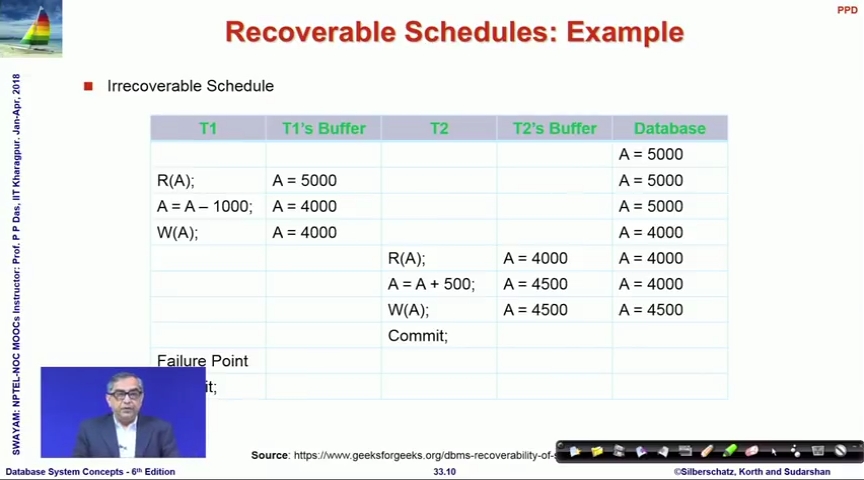 PPD
Recoverable Schedules: Example
SWAYAM: NPTEL-NOC MOOCs Instructor: Prof. P P Das, IIT Kharagpur. Jan-Apr, 2018
Irrecoverable Schedule
T1 T1's Buffer T2 T2's Buffer Database
A = 5000
R(A); A = 5000 A = 5000
A = A – 1000; A = 4000 A = 5000
W(A); A = 4000 A = 4000
R(A); A = 4000 A = 4000
A = A + 500; A = 4500 A = 4000
W(A); A = 4500 A = 4500
Commit;
Failure Point
Source: https://www.geeksforgeeks.org/dbms-recoverability-of-s
Database System Concepts - 6th Edition 33.10 ©Silberschatz, Korth and Sudarshan